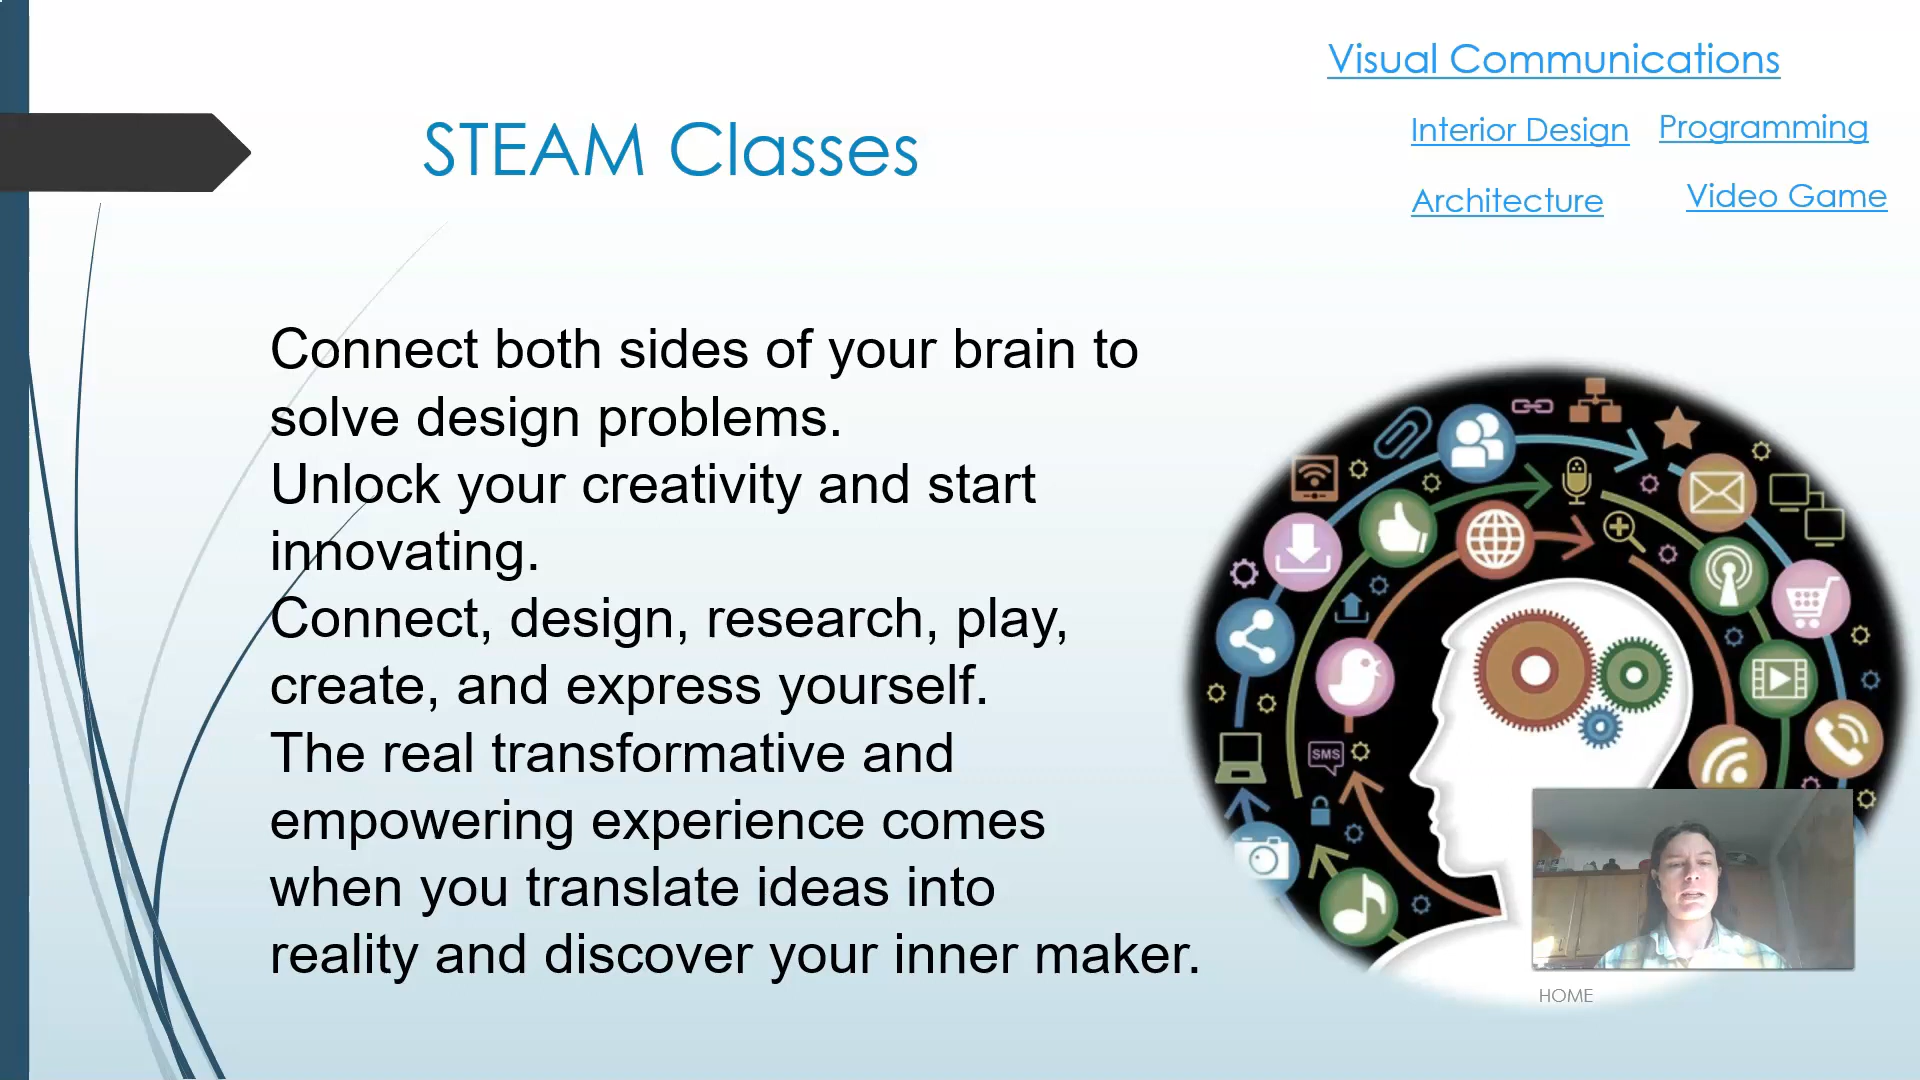 Visual Communications
Interior Design Programming
STEAM Classes
Architecture Video Game
Connect both sides of your brain to
solve design problems.
Unlock your creativity and start
innovating.
Connect, design, research, play,
create, and express yourself.
The real transformative and
empowering experience comes
when you translate ideas into
reality and discover your inner maker.
SMS
HOME